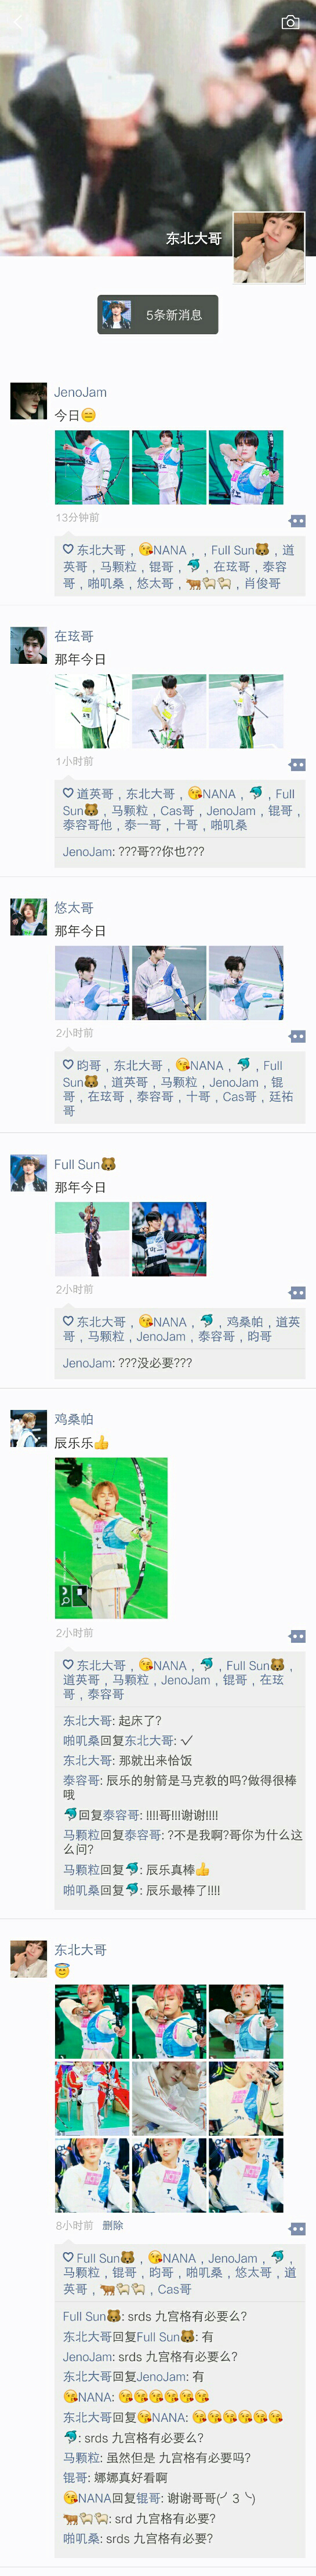 东北大哥
5条新消息
JenoJam
今日😑
13分钟前
♡ 东北大哥，😘NANA，，Full Sun🐻，道
英哥，马颗粒，锟哥，🐬，在玹哥，泰容
哥，啪叽桑，悠太哥，🐂🐑🐑，肖俊哥
在玹哥
那年今日
1小时前
♡ 道英哥，东北大哥，😘NANA，🐬，Full
Sun🐻，马颗粒，Cas哥，JenoJam，锟哥，
泰容哥他，泰一哥，十哥，啪叽桑
JenoJam: ???哥??你也???
悠太哥
那年今日
2小时前
♡ 昀哥，东北大哥，😘NANA，🐬，Full
Sun🐻，道英哥，马颗粒，JenoJam，锟
哥，在玹哥，泰容哥，十哥，Cas哥，廷祐
哥
Full Sun🐻
那年今日
2小时前
♡ 东北大哥，😘NANA，🐬，鸡桑帕，道英
哥，马颗粒，JenoJam，泰容哥，昀哥
JenoJam: ???没必要???
鸡桑帕
辰乐乐👍
2小时前
♡ 东北大哥，😘NANA，🐬，Full Sun🐻，
道英哥，马颗粒，JenoJam，锟哥，在玹
哥，泰容哥
东北大哥: 起床了?
啪叽桑回复东北大哥: ✓
东北大哥: 那就出来恰饭
泰容哥: 辰乐的射箭是马克教的吗?做得很棒
哦
🐬回复泰容哥: !!!!哥!!!谢谢!!!!
马颗粒回复泰容哥: ?不是我啊?哥你为什么这
么问?
马颗粒回复🐬: 辰乐真棒👍
啪叽桑回复🐬: 辰乐最棒了!!!!
东北大哥
😇
8小时前 删除
♡ Full Sun🐻，😘NANA，JenoJam，🐬，
马颗粒，锟哥，昀哥，啪叽桑，悠太哥，道
英哥，🐂🐑🐑，Cas哥
Full Sun🐻: srds 九宫格有必要么?
东北大哥回复Full Sun🐻: 有
JenoJam: srds 九宫格有必要么?
东北大哥回复JenoJam: 有
😘NANA: 😘😘😘😘😘😘
东北大哥回复😘NANA: 😘😘😘😘😘😘
🐬: srds 九宫格有必要么?
马颗粒: 虽然但是 九宫格有必要吗?
锟哥: 娜娜真好看啊
😘NANA回复锟哥: 谢谢哥哥(╯3╰)
🐂🐑🐑: srd 九宫格有必要?
啪叽桑: srds 九宫格有必要?